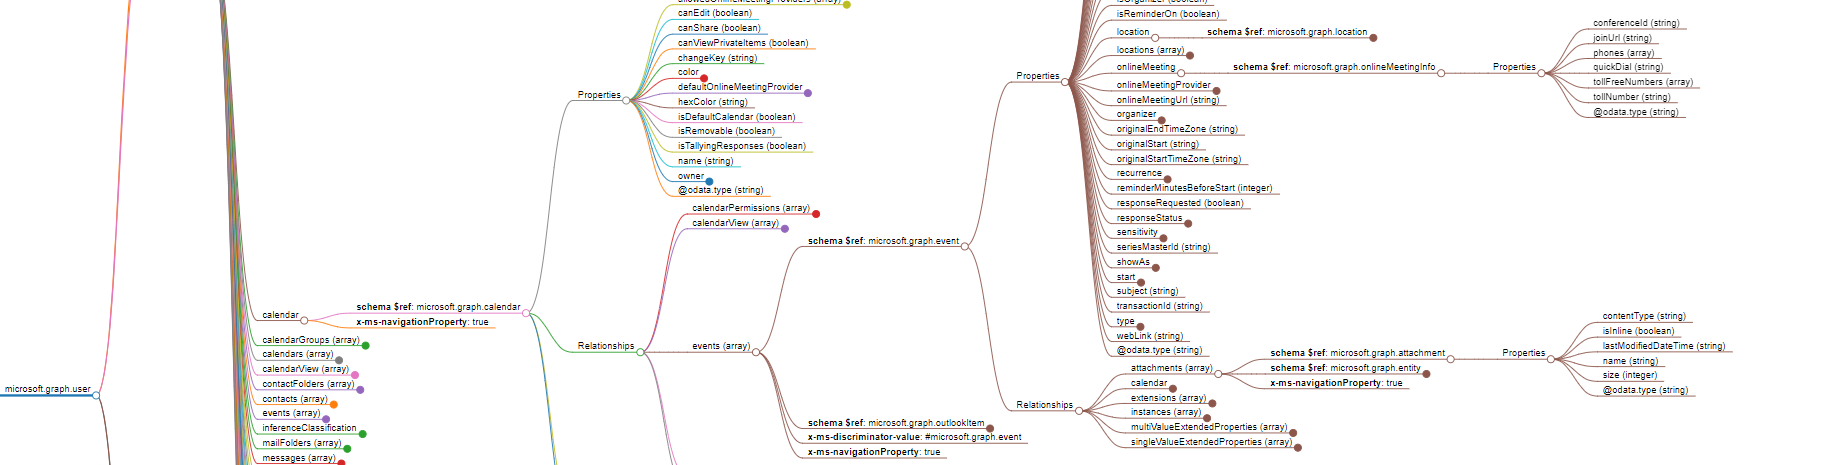 microsoft.graph.user
calendar
calendarGroups (array)
calendars (array)
calendarView (array)
contactFolders (array)
contacts (array)
events (array)
inferenceClassification
mailFolders (array)
messages (array)
schema $ref: microsoft.graph.calendar
x-ms-navigationProperty: true
Properties
allowedOnlineMeetingProviders (array)
canEdit (boolean)
canShare (boolean)
canViewPrivateItems (boolean)
changeKey (string)
color
defaultOnlineMeetingProvider
hexColor (string)
isDefaultCalendar (boolean)
isRemovable (boolean)
isTallyingResponses (boolean)
name (string)
owner
@odata.type (string)
Relationships
calendarPermissions (array)
calendarView (array)
events (array)
schema $ref: microsoft.graph.event
schema $ref: microsoft.graph.outlookItem
x-ms-discriminator-value: #microsoft.graph.event
x-ms-navigationProperty: true
Properties
isOrganizer (boolean)
isReminderOn (boolean)
location
schema $ref: microsoft.graph.location
locations (array)
onlineMeeting
schema $ref: microsoft.graph.onlineMeetingInfo
Properties
conferenceId (string)
joinUrl (string)
phones (array)
quickDial (string)
tollFreeNumbers (array)
tollNumber (string)
@odata.type (string)
onlineMeetingProvider
onlineMeetingUrl (string)
organizer
originalEndTimeZone (string)
originalStart (string)
originalStartTimeZone (string)
recurrence
reminderMinutesBeforeStart (integer)
responseRequested (boolean)
responseStatus
sensitivity
seriesMasterId (string)
showAs
start
subject (string)
transactionId (string)
type
webLink (string)
@odata.type (string)
Relationships
attachments (array)
calendar
extensions (array)
instances (array)
multiValueExtendedProperties (array)
singleValueExtendedProperties (array)
schema $ref: microsoft.graph.attachment
schema $ref: microsoft.graph.entity
x-ms-navigationProperty: true
Properties
contentType (string)
isInline (boolean)
lastModifiedDateTime (string)
name (string)
size (integer)
@odata.type (string)